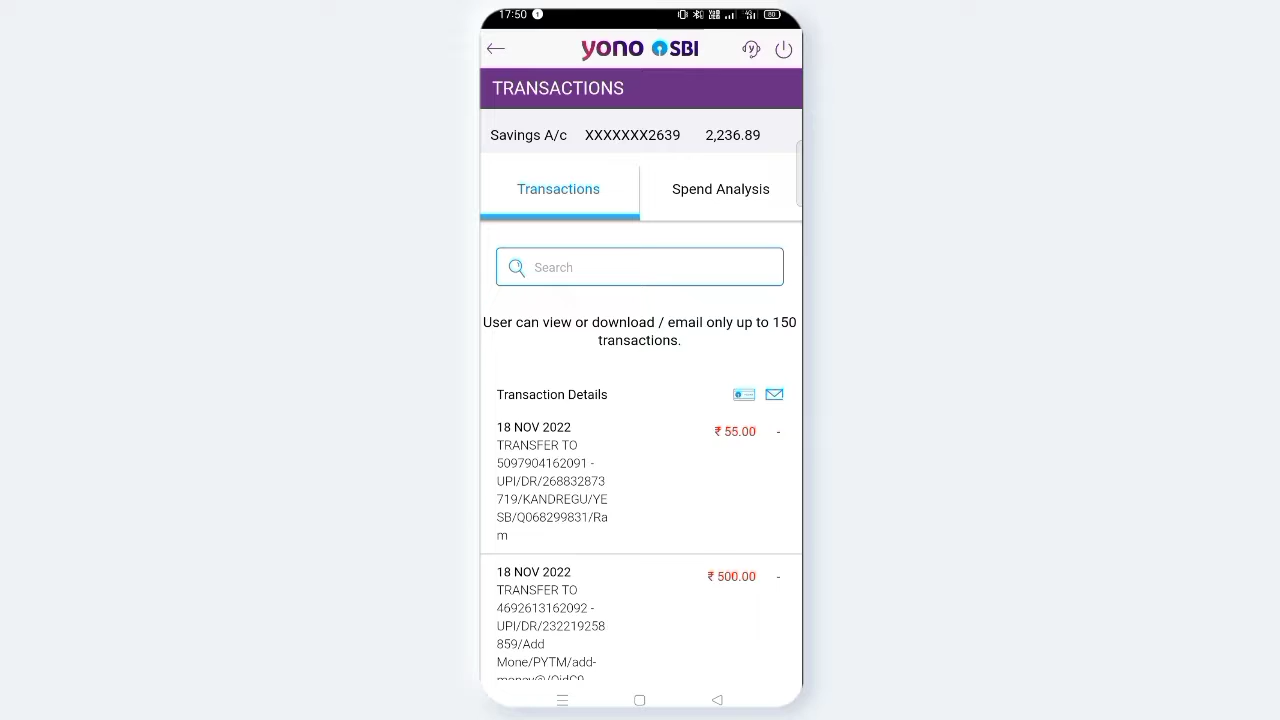 17:50
yono SBI
TRANSACTIONS
Savings A/c XXXXXXX2639 2,236.89
Transactions Spend Analysis
Search
User can view or download / email only up to 150
transactions.
Transaction Details
18 NOV 2022 ₹ 55.00 -
TRANSFER TO
5097904162091 -
UPI/DR/268832873
719/KANDREGU/YE
SB/Q068299831/Ra
m
18 NOV 2022 ₹ 500.00 -
TRANSFER TO
4692613162092 -
UPI/DR/232219258
859/Add
Mone/PYTM/add-